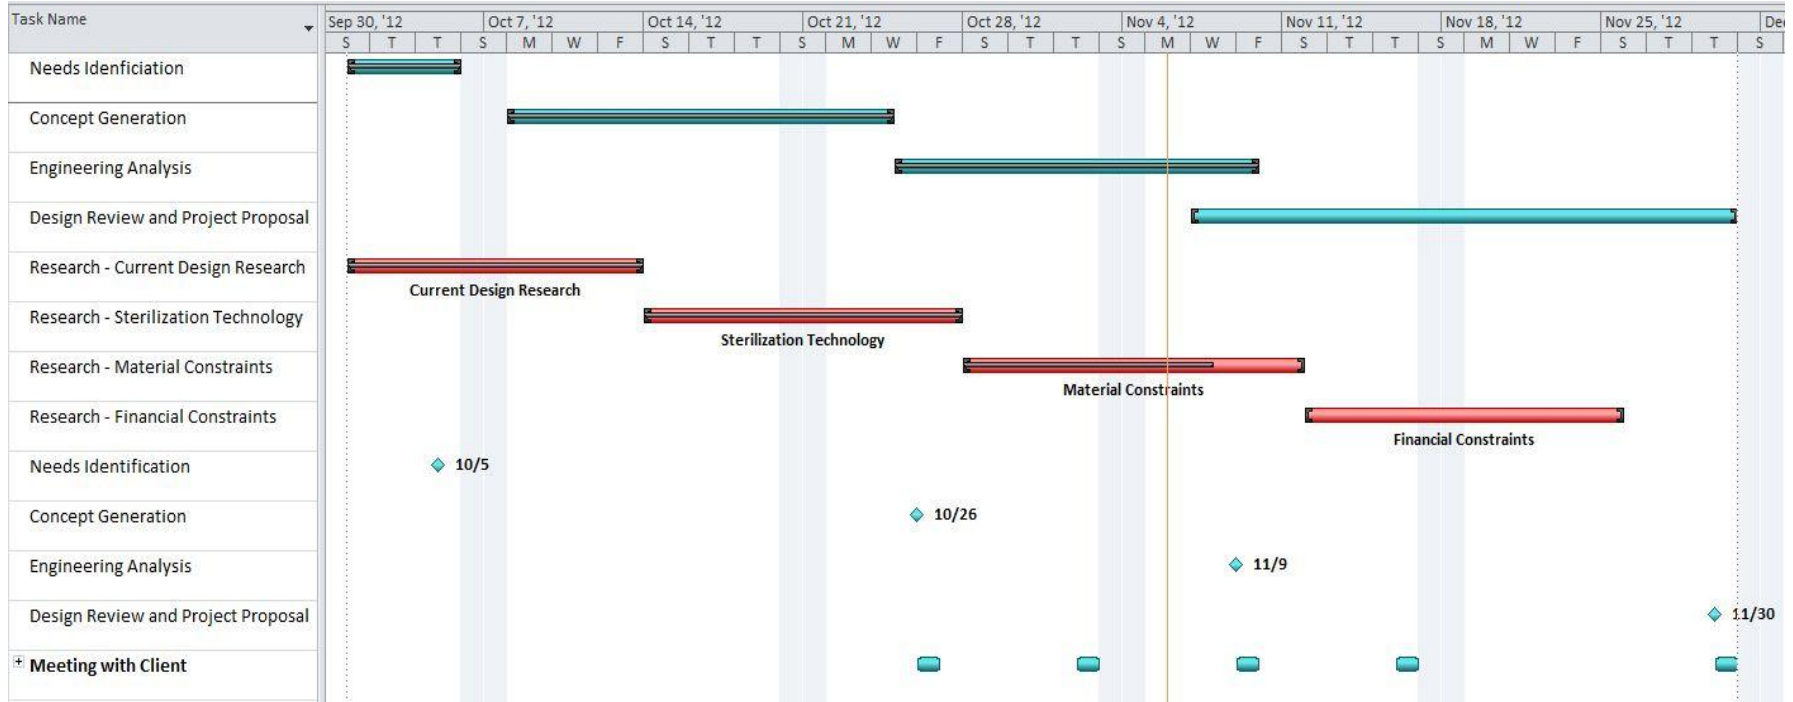 Task Name
Sep 30, '12 Oct 7, '12 Oct 14, '12 Oct 21, '12 Oct 28, '12 Nov 4, '12 Nov 11, '12 Nov 18, '12 Nov 25, '12 Dec
S T T S M W F S T T S M W F S T T S M W F S T T S M W F S T T S
Needs Idenficiation
Concept Generation
Engineering Analysis
Design Review and Project Proposal
Research - Current Design Research
Current Design Research
Research - Sterilization Technology
Sterilization Technology
Research - Material Constraints
Material Constraints
Research - Financial Constraints
Financial Constraints
Needs Identification 10/5
Concept Generation 10/26
Engineering Analysis 11/9
Design Review and Project Proposal 11/30
Meeting with Client